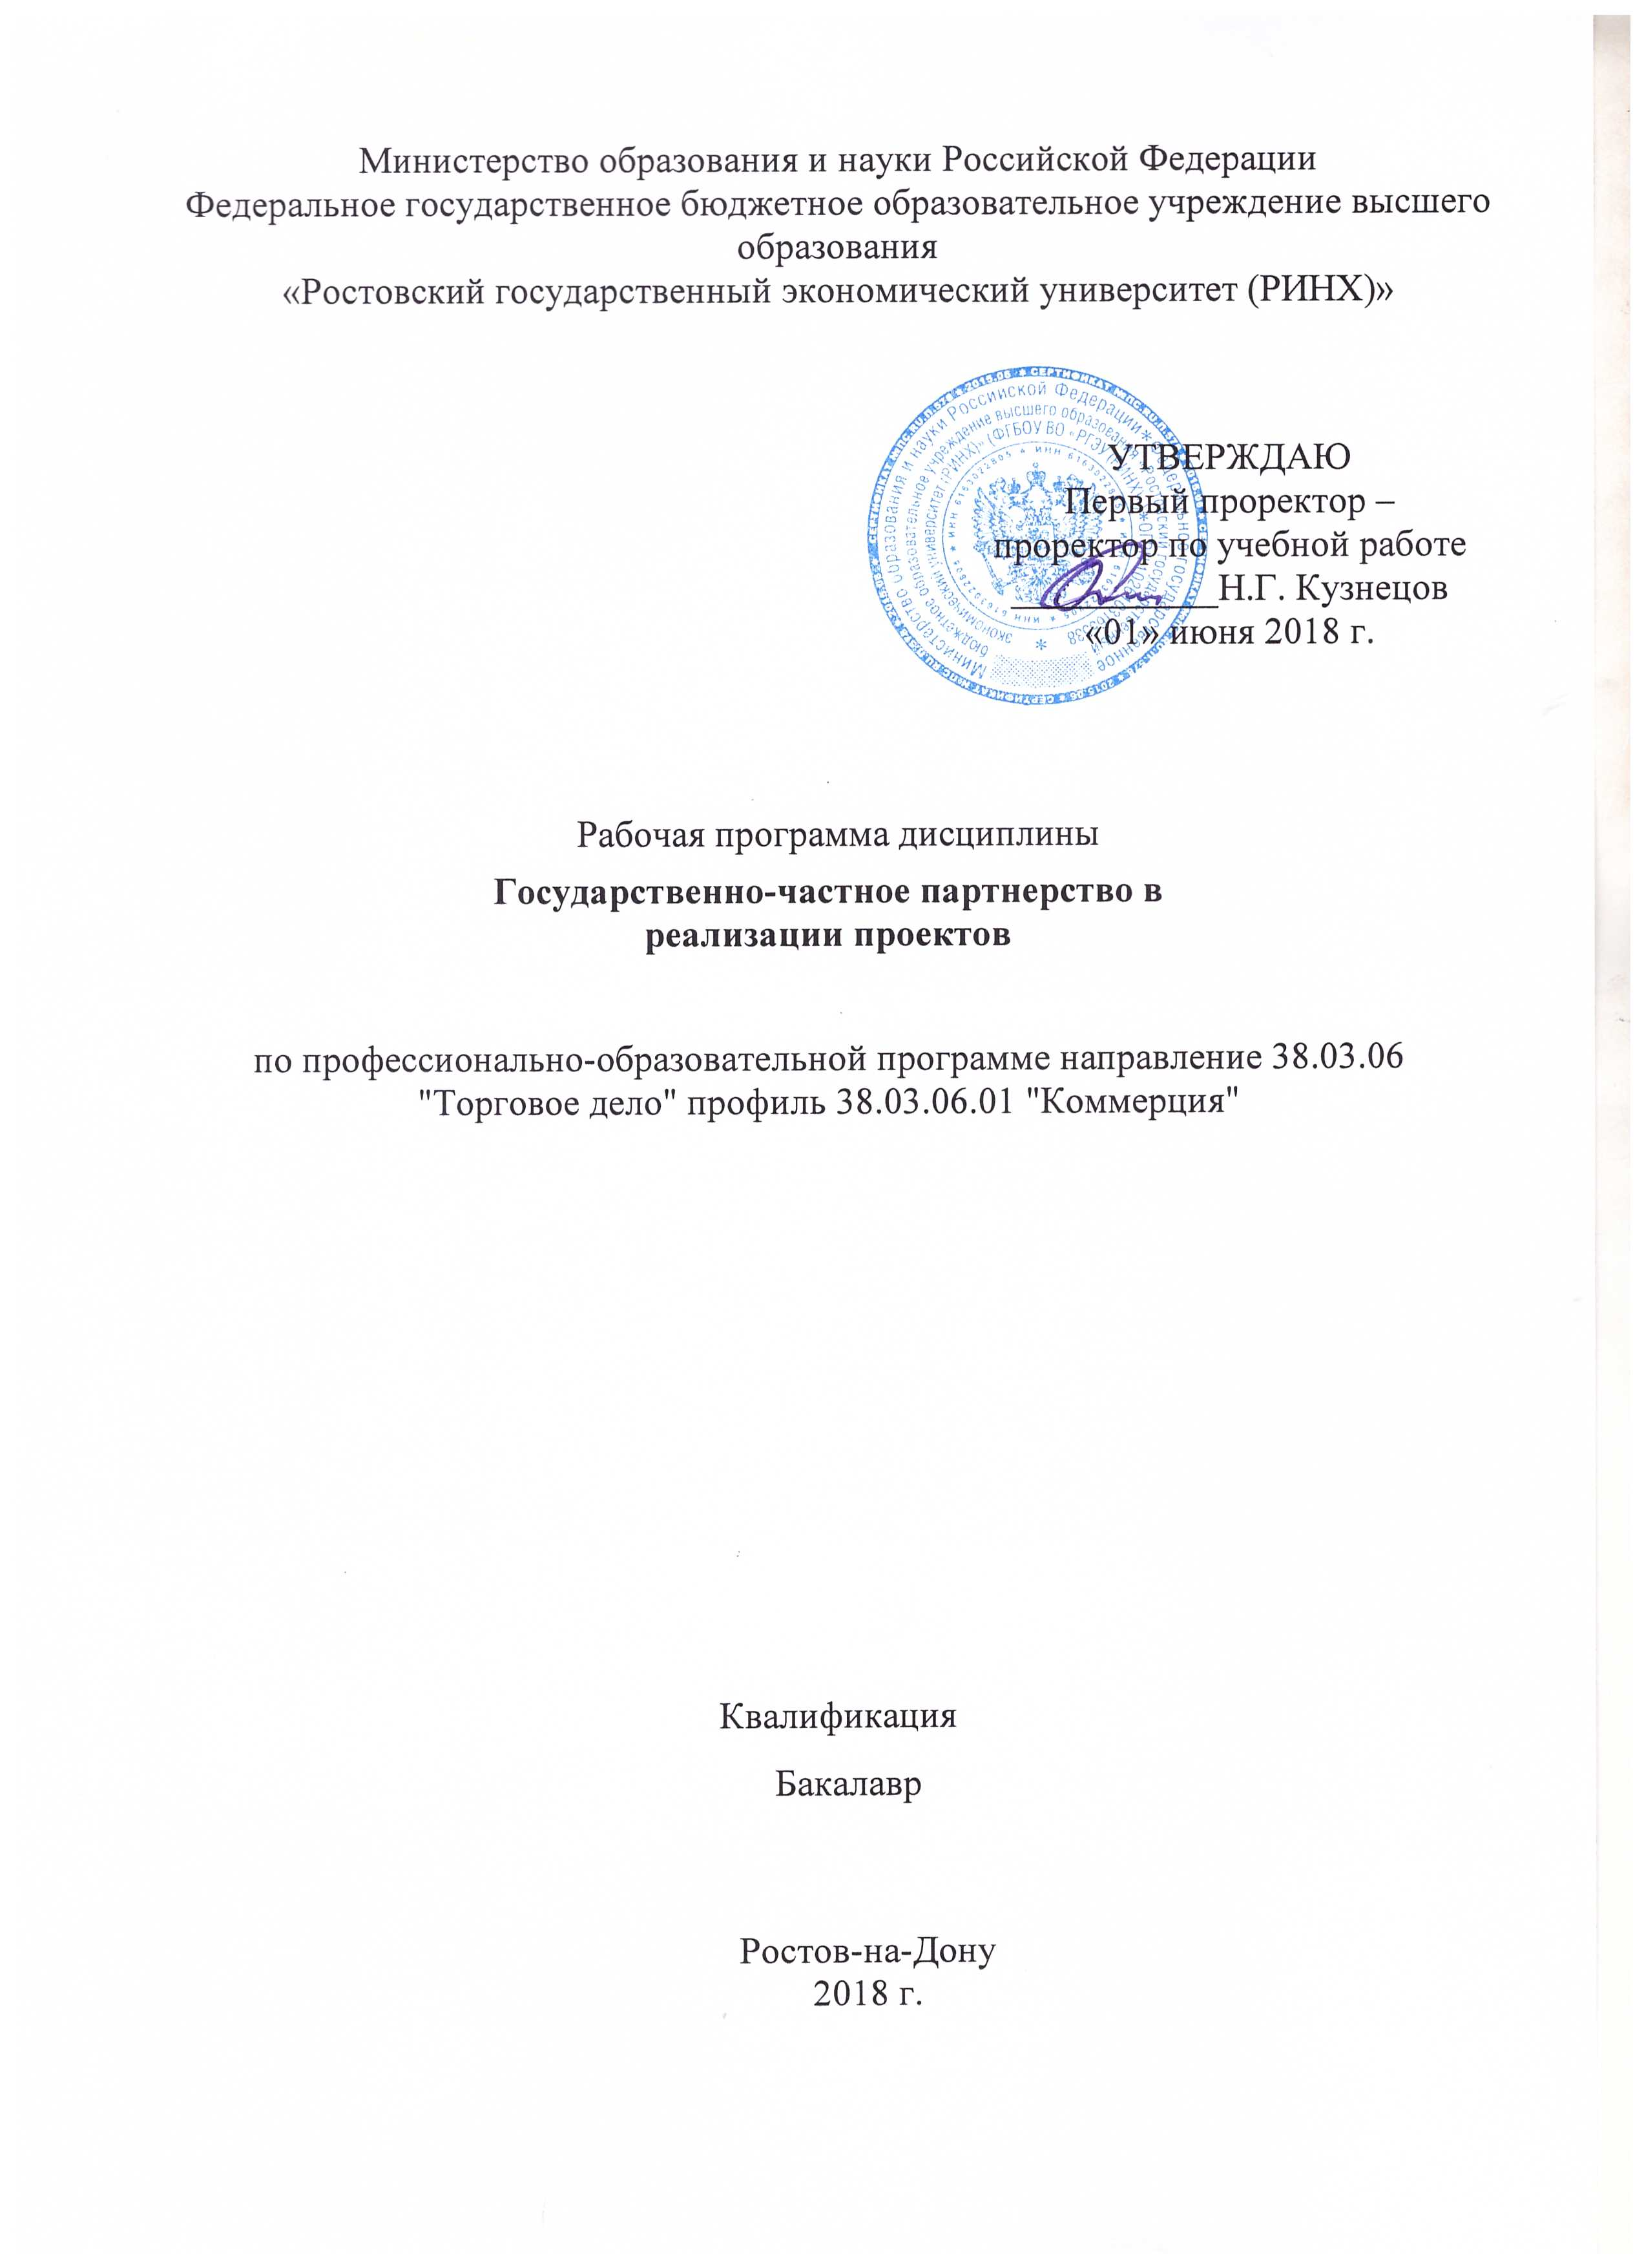 Министерство образования и науки Российской Федерации
Федеральное государственное бюджетное образовательное учреждение высшего
образования
«Ростовский государственный экономический университет (РИНХ)»
УТВЕРЖДАЮ
Первый проректор –
проректор по учебной работе
Н.Г. Кузнецов
«01» июня 2018 г.
Рабочая программа дисциплины
Государственно-частное партнерство в
реализации проектов
по профессионально-образовательной программе направление 38.03.06
"Торговое дело" профиль 38.03.06.01 "Коммерция"
Квалификация
Бакалавр
Ростов-на-Дону
2018 г.